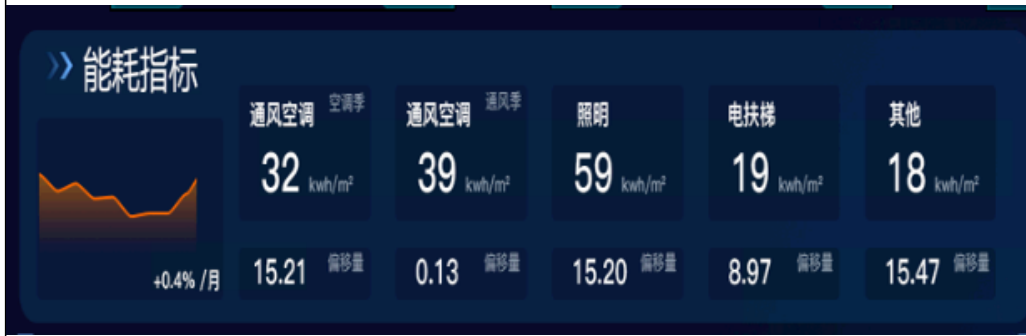 能耗指标
通风空调 空调季
32 kwh/m²
通风空调 通风季
39 kwh/m²
照明
59 kwh/m²
电扶梯
19 kwh/m²
其他
18 kwh/m²
+0.4% /月
15.21 偏移量
0.13 偏移量
15.20 偏移量
8.97 偏移量
15.47 偏移量